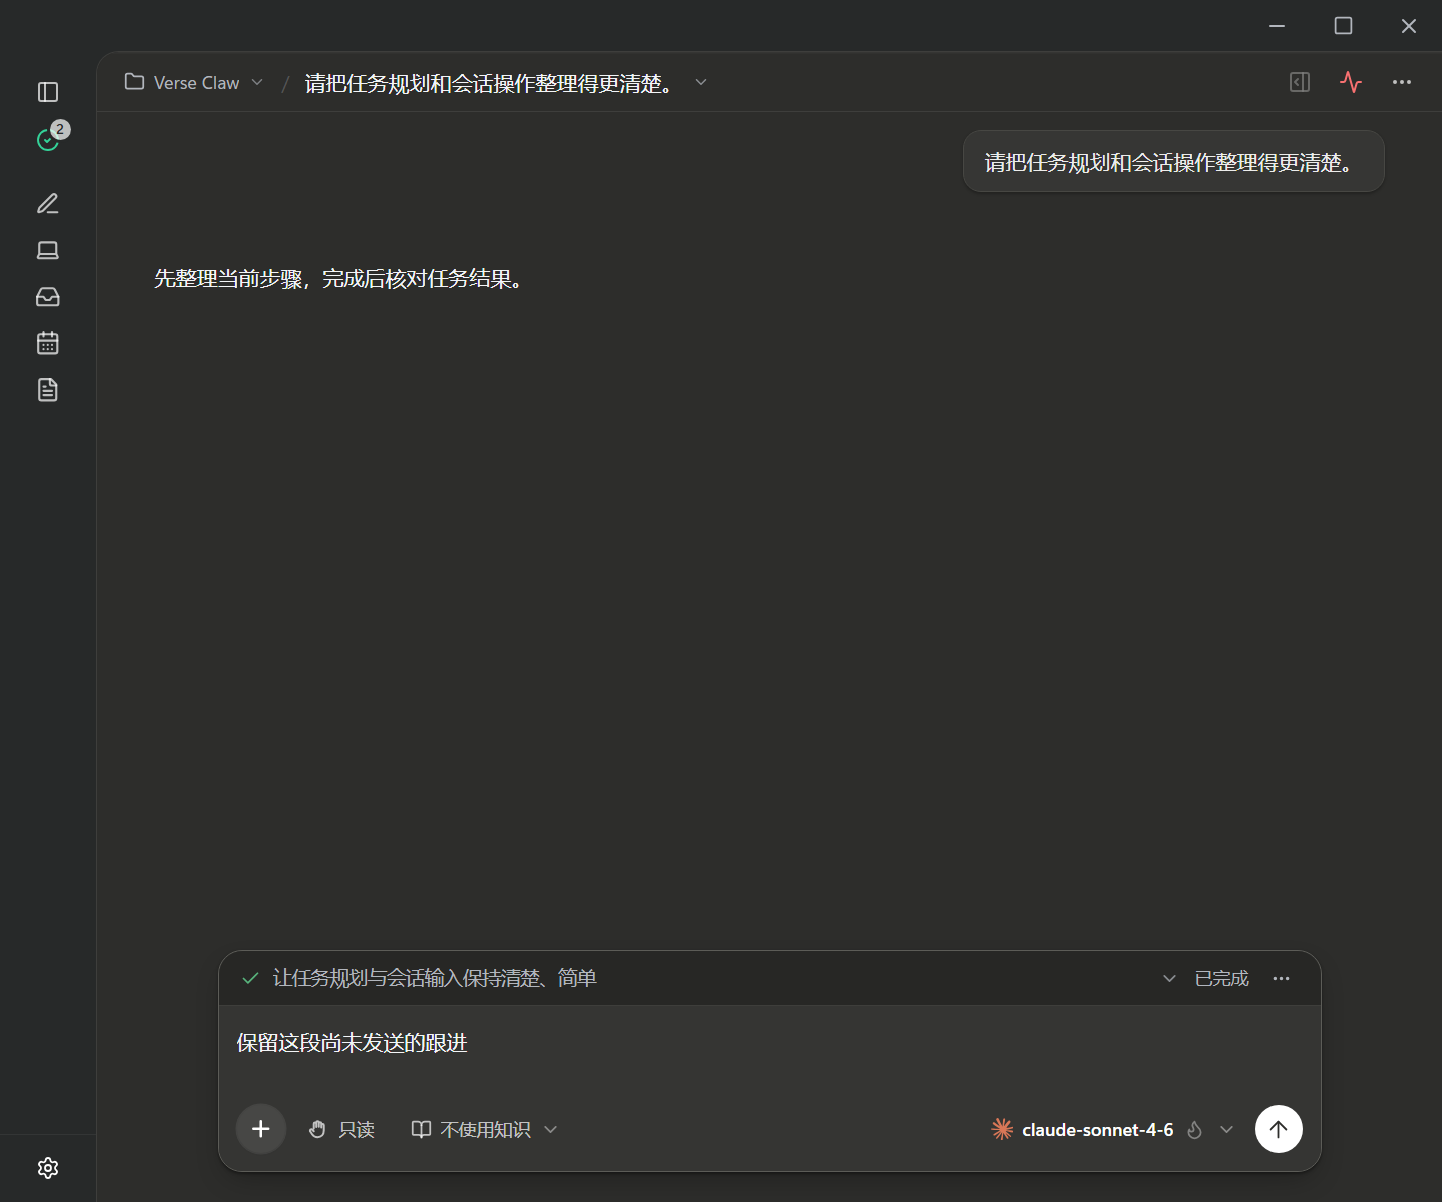 Verse Claw / 请把任务规划和会话操作整理得更清楚。
2
请把任务规划和会话操作整理得更清楚。
先整理当前步骤，完成后核对任务结果。
让任务规划与会话输入保持清楚、简单 已完成
保留这段尚未发送的跟进
只读 不使用知识 claude-sonnet-4-6